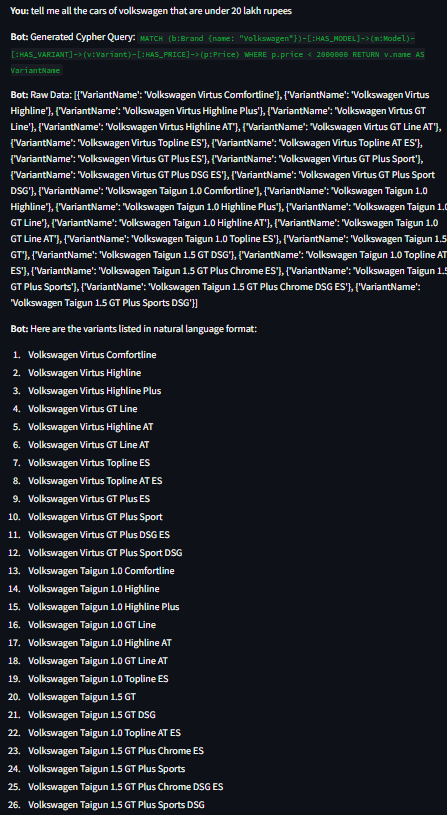 You: tell me all the cars of volkswagen that are under 20 lakh rupees
Bot: Generated Cypher Query: MATCH (b:Brand {name: "Volkswagen"})-[:HAS_MODEL]->(m:Model)-
[:HAS_VARIANT]->(v:Variant)-[:HAS_PRICE]->(p:Price) WHERE p.price < 2000000 RETURN v.name AS
VariantName
Bot: Raw Data: [{'VariantName': 'Volkswagen Virtus Comfortline'}, {'VariantName': 'Volkswagen Virtus
Highline'}, {'VariantName': 'Volkswagen Virtus Highline Plus'}, {'VariantName': 'Volkswagen Virtus GT
Line'}, {'VariantName': 'Volkswagen Virtus Highline AT'}, {'VariantName': 'Volkswagen Virtus GT Line AT'},
{'VariantName': 'Volkswagen Virtus Topline ES'}, {'VariantName': 'Volkswagen Virtus Topline AT ES'},
{'VariantName': 'Volkswagen Virtus GT Plus ES'}, {'VariantName': 'Volkswagen Virtus GT Plus Sport'},
{'VariantName': 'Volkswagen Virtus GT Plus DSG ES'}, {'VariantName': 'Volkswagen Virtus GT Plus Sport
DSG'}, {'VariantName': 'Volkswagen Taigun 1.0 Comfortline'}, {'VariantName': 'Volkswagen Taigun 1.0
Highline'}, {'VariantName': 'Volkswagen Taigun 1.0 Highline Plus'}, {'VariantName': 'Volkswagen Taigun 1.0
GT Line'}, {'VariantName': 'Volkswagen Taigun 1.0 Highline AT'}, {'VariantName': 'Volkswagen Taigun 1.0
GT Line AT'}, {'VariantName': 'Volkswagen Taigun 1.0 Topline ES'}, {'VariantName': 'Volkswagen Taigun 1.5
GT'}, {'VariantName': 'Volkswagen Taigun 1.5 GT DSG'}, {'VariantName': 'Volkswagen Taigun 1.0 Topline AT
ES'}, {'VariantName': 'Volkswagen Taigun 1.5 GT Plus Chrome ES'}, {'VariantName': 'Volkswagen Taigun 1.5
GT Plus Sports'}, {'VariantName': 'Volkswagen Taigun 1.5 GT Plus Chrome DSG ES'}, {'VariantName':
'Volkswagen Taigun 1.5 GT Plus Sports DSG'}]
Bot: Here are the variants listed in natural language format:
1. Volkswagen Virtus Comfortline
2. Volkswagen Virtus Highline
3. Volkswagen Virtus Highline Plus
4. Volkswagen Virtus GT Line
5. Volkswagen Virtus Highline AT
6. Volkswagen Virtus GT Line AT
7. Volkswagen Virtus Topline ES
8. Volkswagen Virtus Topline AT ES
9. Volkswagen Virtus GT Plus ES
10. Volkswagen Virtus GT Plus Sport
11. Volkswagen Virtus GT Plus DSG ES
12. Volkswagen Virtus GT Plus Sport DSG
13. Volkswagen Taigun 1.0 Comfortline
14. Volkswagen Taigun 1.0 Highline
15. Volkswagen Taigun 1.0 Highline Plus
16. Volkswagen Taigun 1.0 GT Line
17. Volkswagen Taigun 1.0 Highline AT
18. Volkswagen Taigun 1.0 GT Line AT
19. Volkswagen Taigun 1.0 Topline ES
20. Volkswagen Taigun 1.5 GT
21. Volkswagen Taigun 1.5 GT DSG
22. Volkswagen Taigun 1.0 Topline AT ES
23. Volkswagen Taigun 1.5 GT Plus Chrome ES
24. Volkswagen Taigun 1.5 GT Plus Sports
25. Volkswagen Taigun 1.5 GT Plus Chrome DSG ES
26. Volkswagen Taigun 1.5 GT Plus Sports DSG